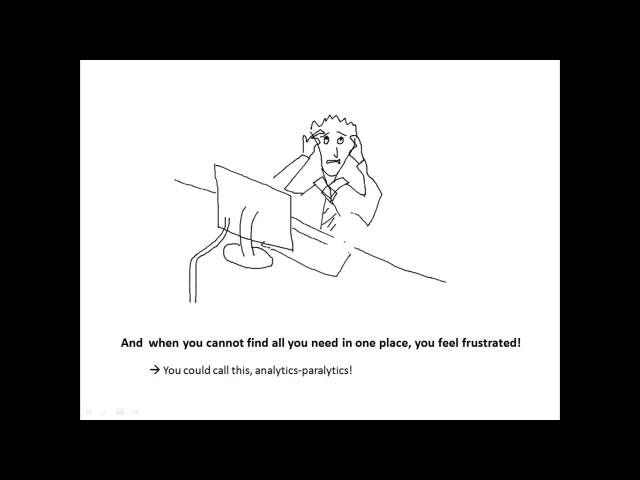 And when you cannot find all you need in one place, you feel frustrated!
→ You could call this, analytics-paralytics!